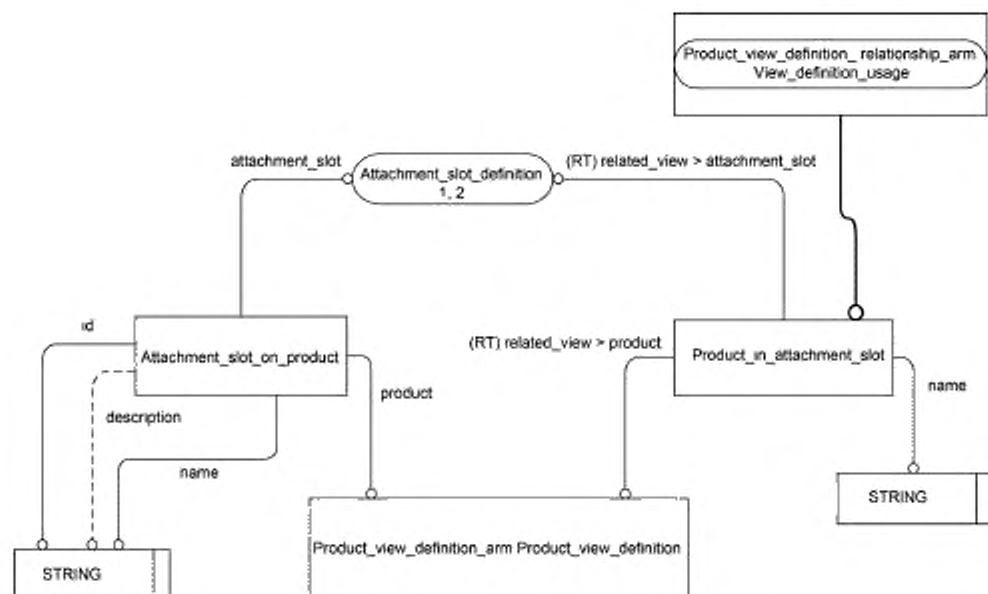 Product_view_definition_ relationship_arm
View_definition_usage
attachment_slot
Attachment_slot_definition
1, 2
(RT) related_view > attachment_slot
id
Attachment_slot_on_product
(RT) related_view > product
Product_in_attachment_slot
product
name
description
name
STRING
Product_view_definition_arm Product_view_definition
STRING